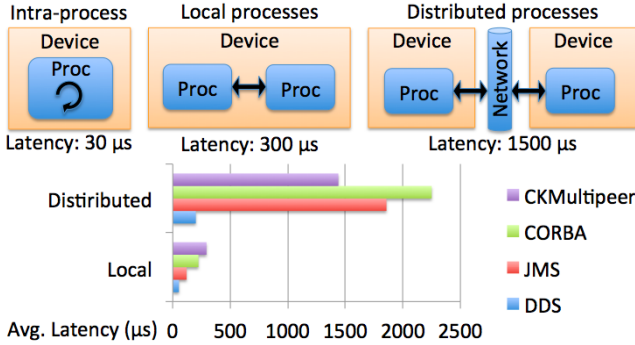 Intra-process
Local processes
Distributed processes
Device
Device
Device
Device
Proc
Proc
Proc
Proc
Network
Proc
Latency: 30 µs
Latency: 300 µs
Latency: 1500 µs
Distiributed
Local
CKMultipeer
CORBA
JMS
DDS
Avg. Latency (µs)
0
500
1000
1500
2000
2500